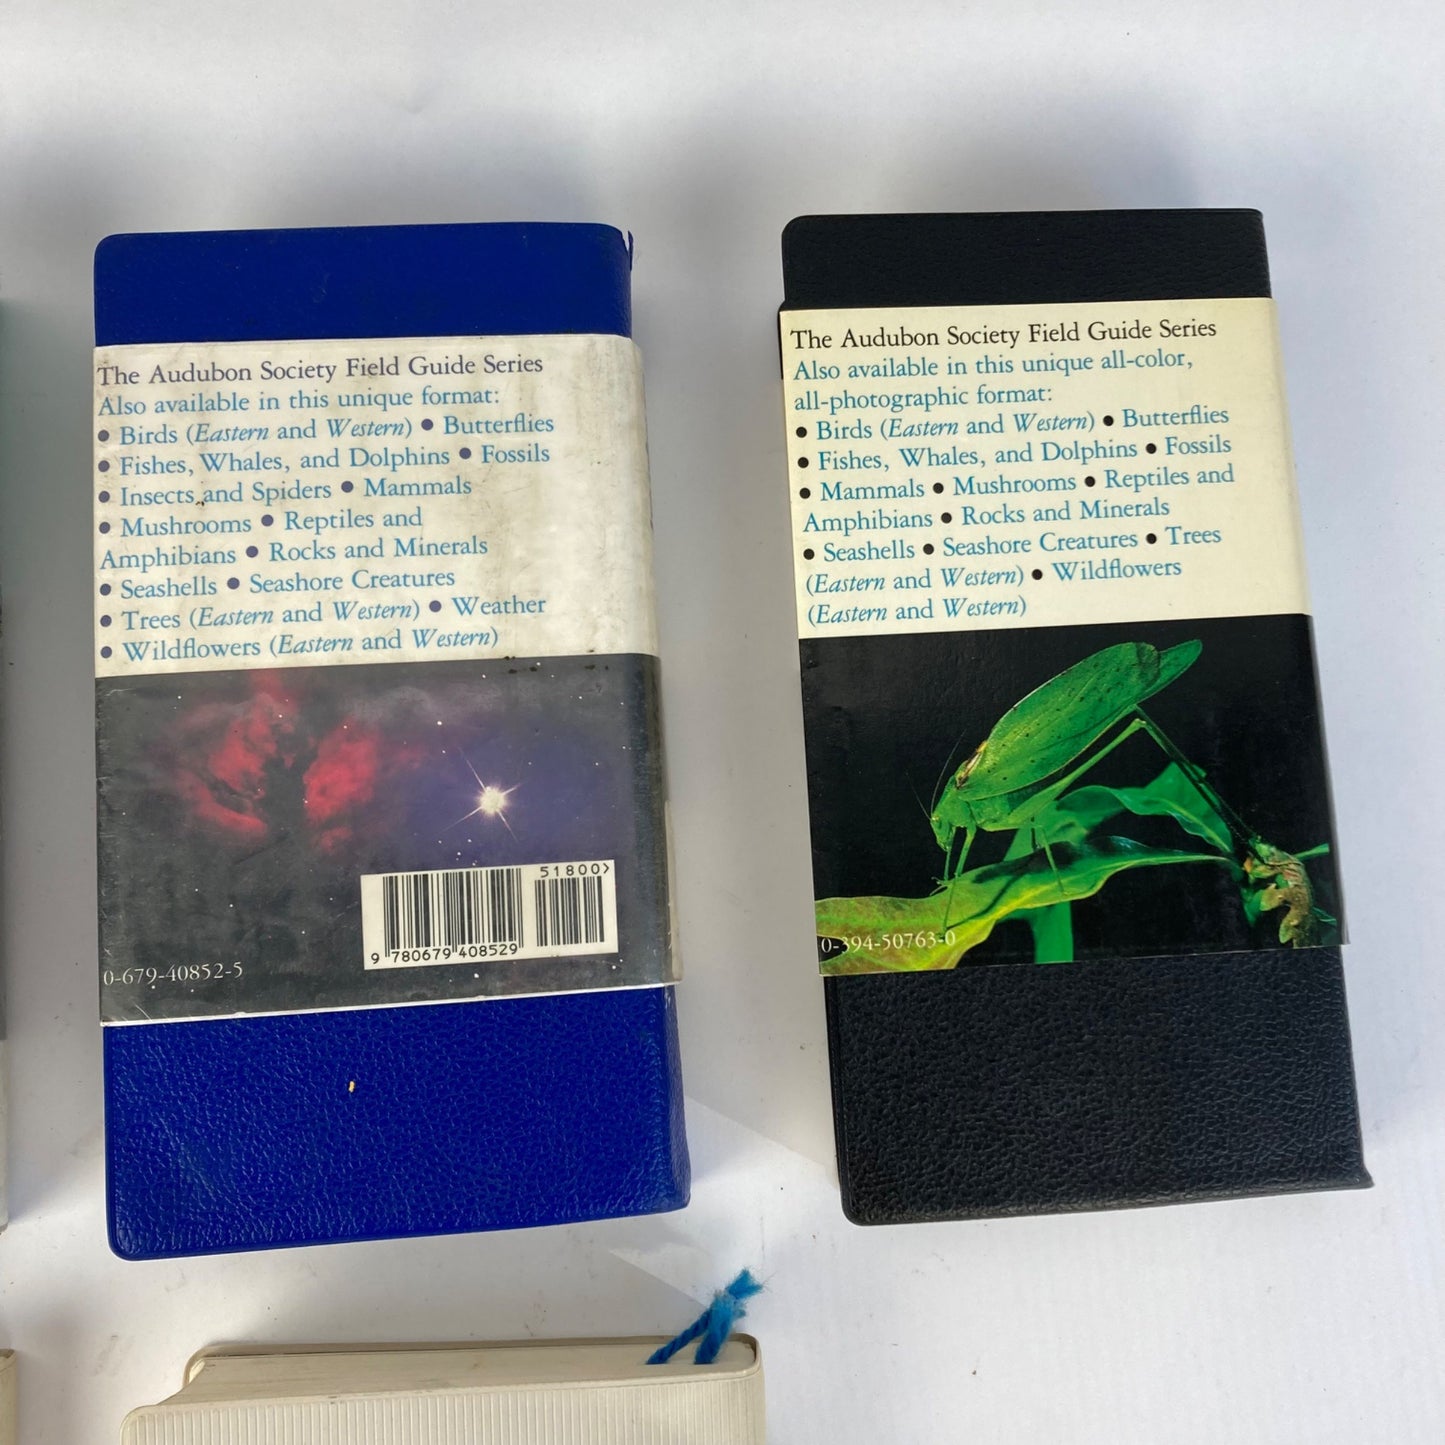 The Audubon Society Field Guide Series
Also available in this unique format:
• Birds (Eastern and Western) • Butterflies
• Fishes, Whales, and Dolphins • Fossils
• Insects and Spiders • Mammals
• Mushrooms • Reptiles and
Amphibians • Rocks and Minerals
• Seashells • Seashore Creatures
• Trees (Eastern and Western) • Weather
• Wildflowers (Eastern and Western)
51800>
9 780679 408529
0-679-40852-5
The Audubon Society Field Guide Series
Also available in this unique all-color,
all-photographic format:
• Birds (Eastern and Western) • Butterflies
• Fishes, Whales, and Dolphins • Fossils
• Mammals • Mushrooms • Reptiles and
Amphibians • Rocks and Minerals
• Seashells • Seashore Creatures • Trees
(Eastern and Western) • Wildflowers
(Eastern and Western)
0-394-50763-0